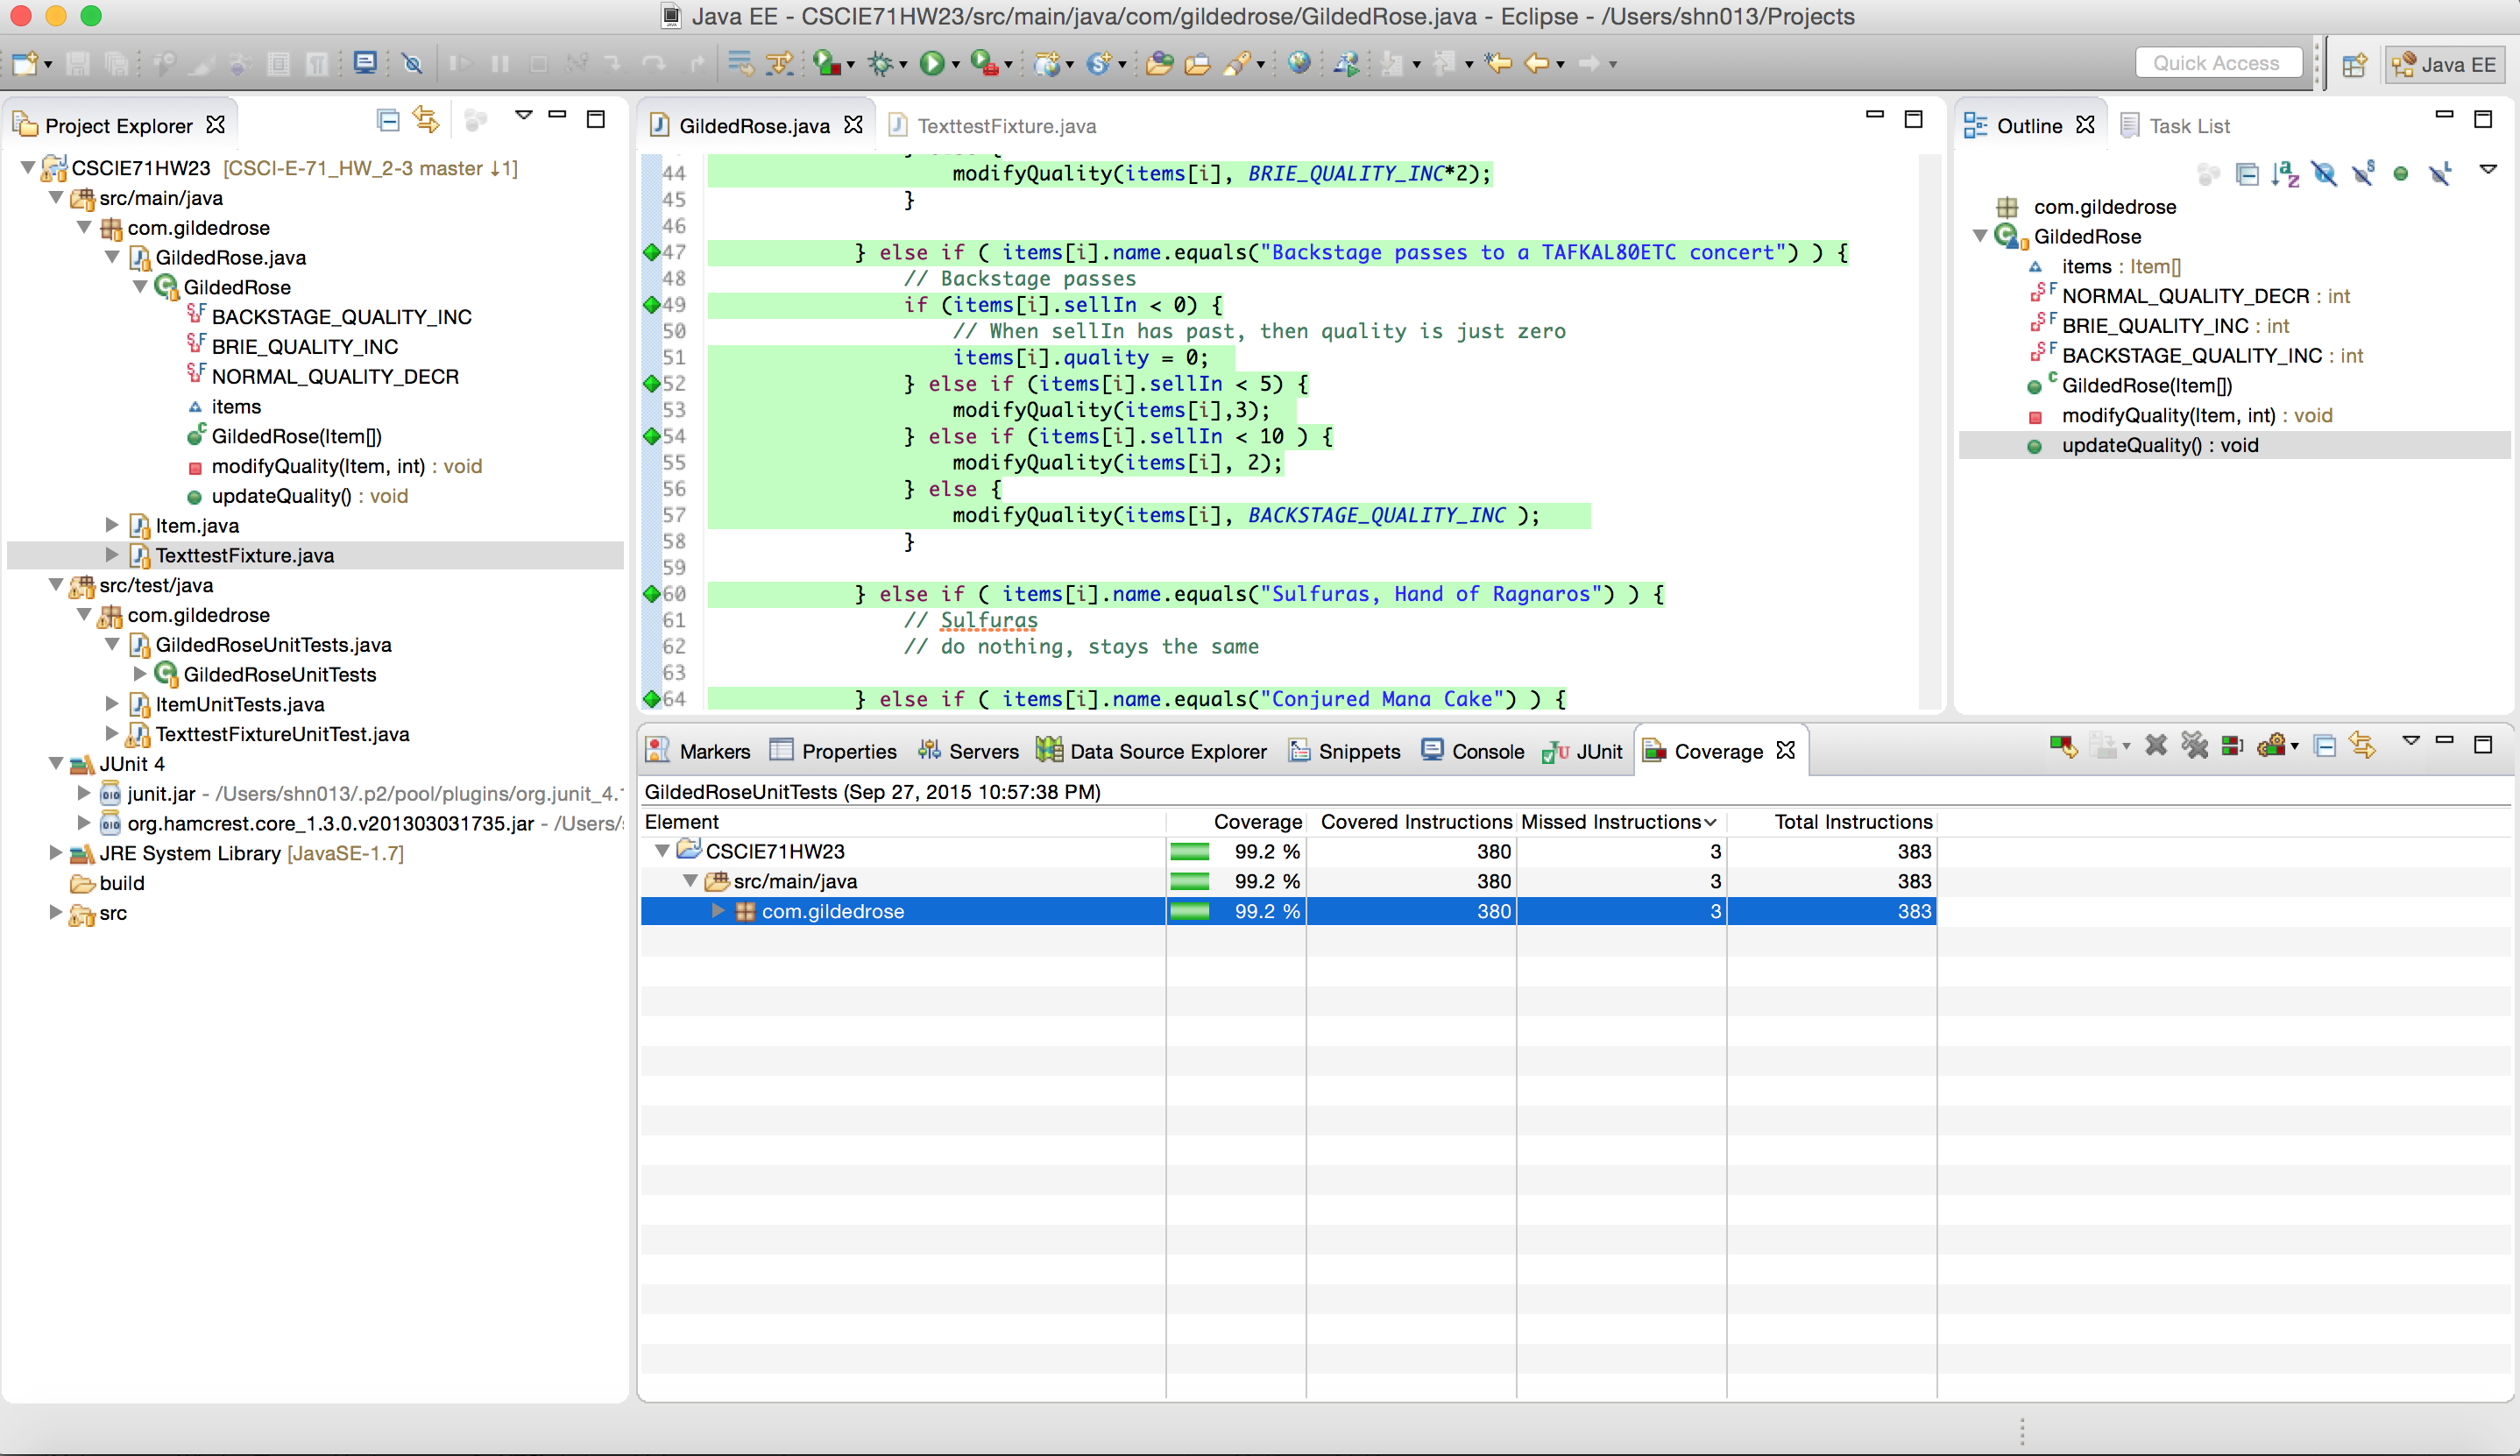 Java EE - CSCIE71HW23/src/main/java/com/gildedrose/GildedRose.java - Eclipse - /Users/shn013/Projects
Quick Access
Java EE
Project Explorer
CSCIE71HW23 [CSCI-E-71_HW_2-3 master ↓1]
src/main/java
com.gildedrose
GildedRose.java
GildedRose
BACKSTAGE_QUALITY_INC
BRIE_QUALITY_INC
NORMAL_QUALITY_DECR
items
GildedRose(Item[])
modifyQuality(Item, int) : void
updateQuality() : void
Item.java
TexttestFixture.java
src/test/java
com.gildedrose
GildedRoseUnitTests.java
GildedRoseUnitTests
ItemUnitTests.java
TexttestFixtureUnitTest.java
JUnit 4
junit.jar - /Users/shn013/.p2/pool/plugins/org.junit_4.
org.hamcrest.core_1.3.0.v201303031735.jar - /Users/
JRE System Library [JavaSE-1.7]
build
src
GildedRose.java TexttestFixture.java
44 modifyQuality(items[i], BRIE_QUALITY_INC*2);
45 }
46
47 } else if ( items[i].name.equals("Backstage passes to a TAFKAL80ETC concert") ) {
48 // Backstage passes
49 if (items[i].sellIn < 0) {
50 // When sellIn has past, then quality is just zero
51 items[i].quality = 0;
52 } else if (items[i].sellIn < 5) {
53 modifyQuality(items[i],3);
54 } else if (items[i].sellIn < 10 ) {
55 modifyQuality(items[i], 2);
56 } else {
57 modifyQuality(items[i], BACKSTAGE_QUALITY_INC );
58 }
59
60 } else if ( items[i].name.equals("Sulfuras, Hand of Ragnaros") ) {
61 // Sulfuras
62 // do nothing, stays the same
63
64 } else if ( items[i].name.equals("Conjured Mana Cake") ) {
Outline Task List
com.gildedrose
GildedRose
items : Item[]
NORMAL_QUALITY_DECR : int
BRIE_QUALITY_INC : int
BACKSTAGE_QUALITY_INC : int
GildedRose(Item[])
modifyQuality(Item, int) : void
updateQuality() : void
Markers Properties Servers Data Source Explorer Snippets Console JUnit Coverage
GildedRoseUnitTests (Sep 27, 2015 10:57:38 PM)
Element Coverage Covered Instructions Missed Instructions Total Instructions
CSCIE71HW23 99.2 % 380 3 383
src/main/java 99.2 % 380 3 383
com.gildedrose 99.2 % 380 3 383